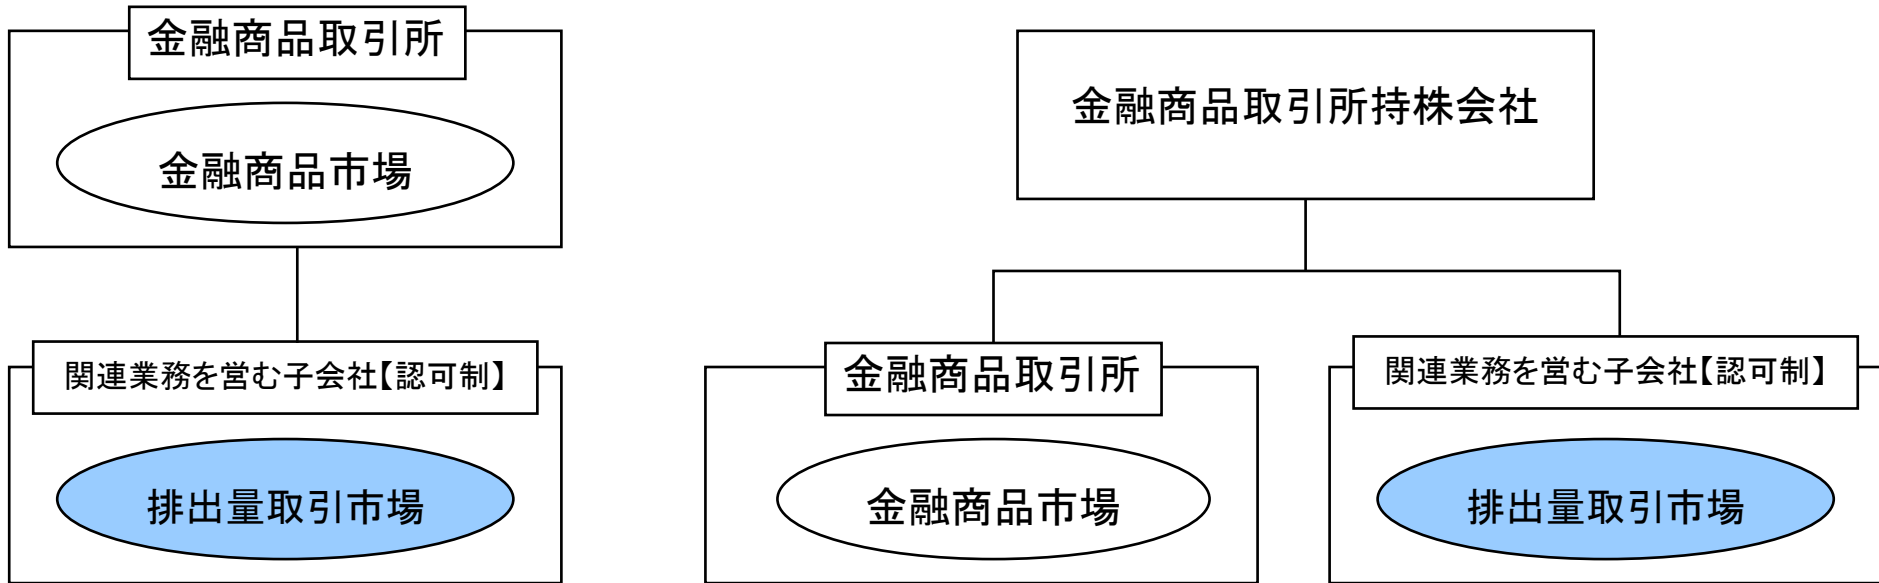 金融商品取引所
金融商品市場
関連業務を営む子会社【認可制】
排出量取引市場
金融商品取引所持株会社
金融商品取引所
金融商品市場
関連業務を営む子会社【認可制】
排出量取引市場